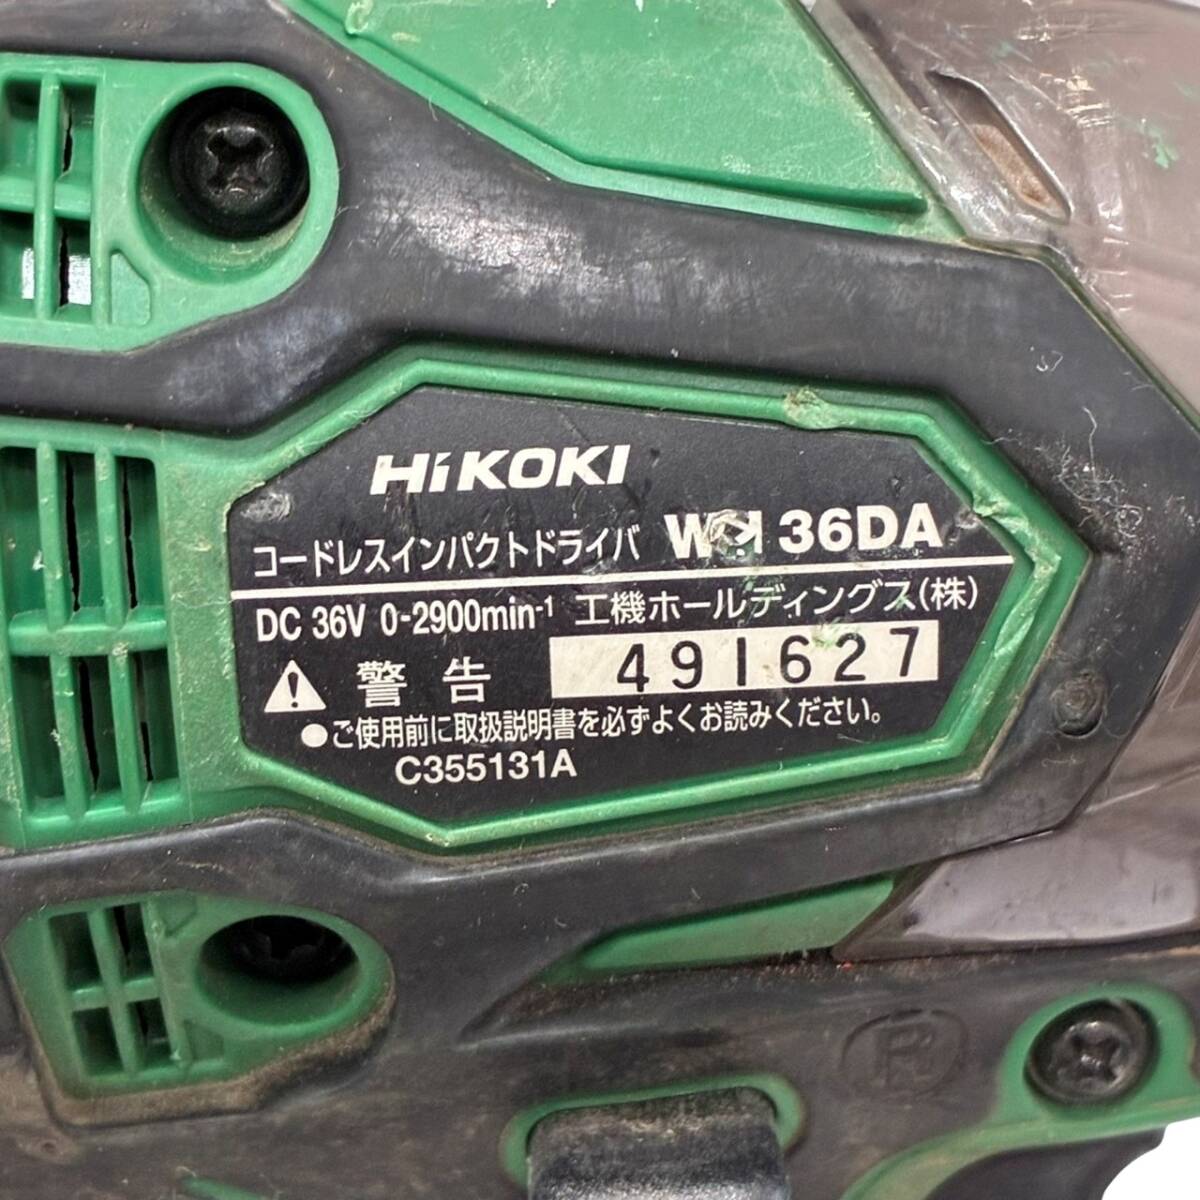 HiKOKI
コードレスインパクトドライバ WH 36DA
DC 36V 0-2900min-1 工機ホールディングス(株)
警告 491627
●ご使用前に取扱説明書を必ずよくお読みください。
C355131A
R